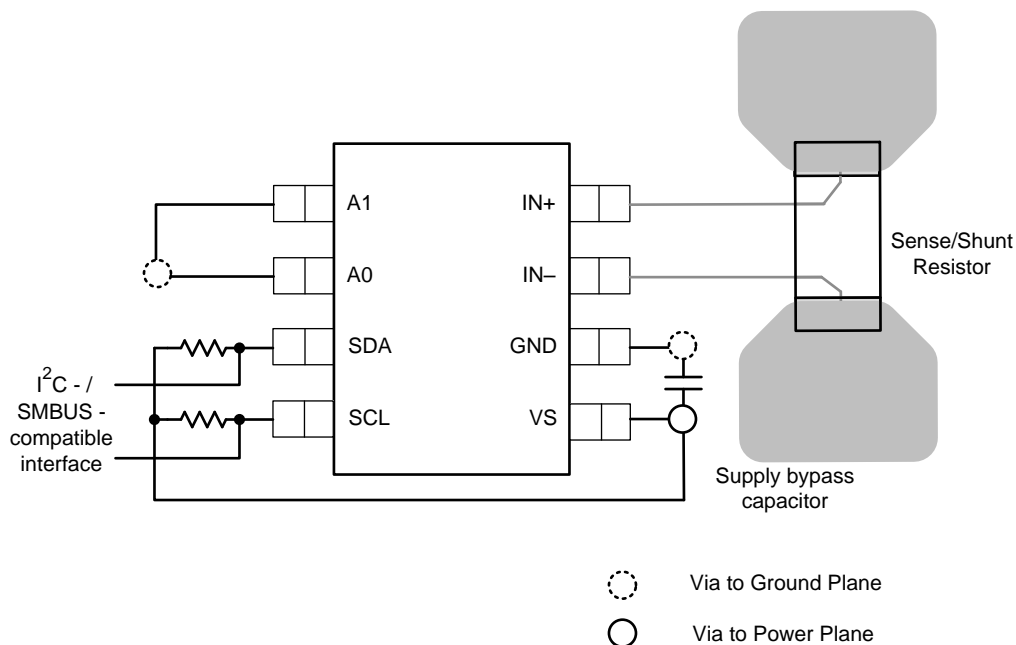 A1
A0
SDA
SCL
IN+
IN–
GND
VS
I²C - /
SMBUS -
compatible
interface
Sense/Shunt
Resistor
Supply bypass
capacitor
Via to Ground Plane
Via to Power Plane